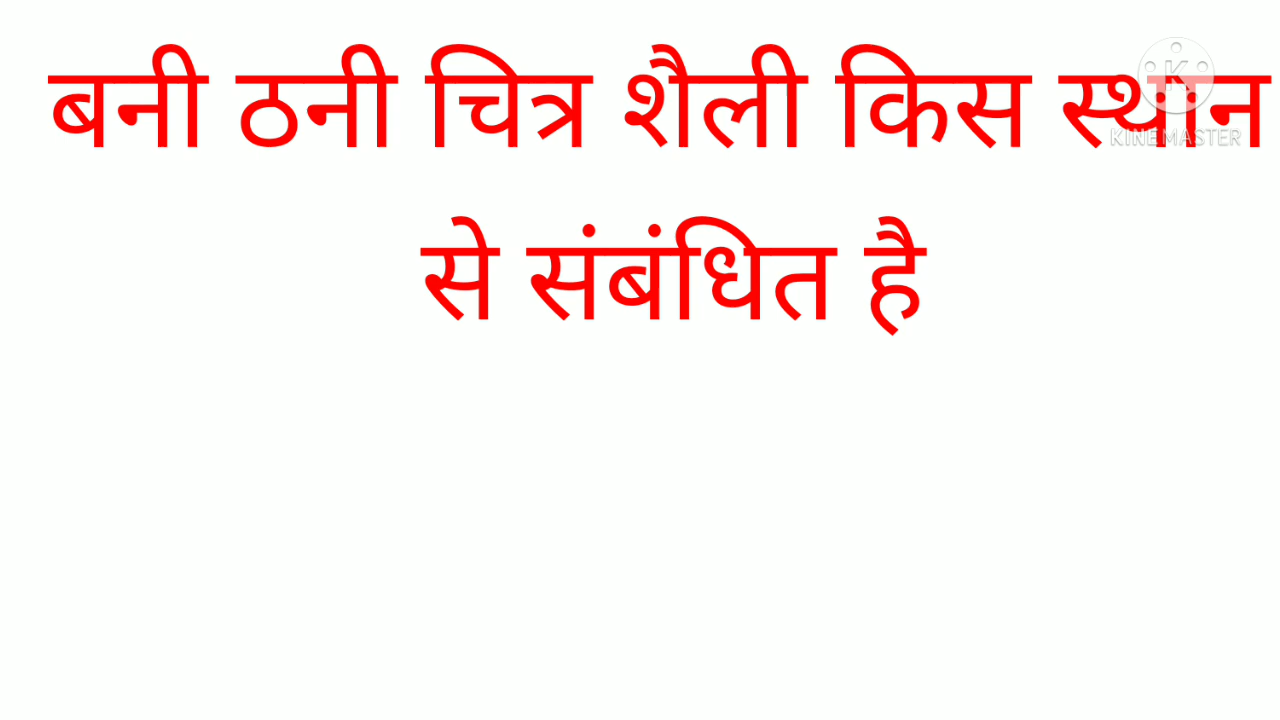 बनी ठनी चित्र शैली किस स्थान
से संबंधित है
K
KINEMASTER